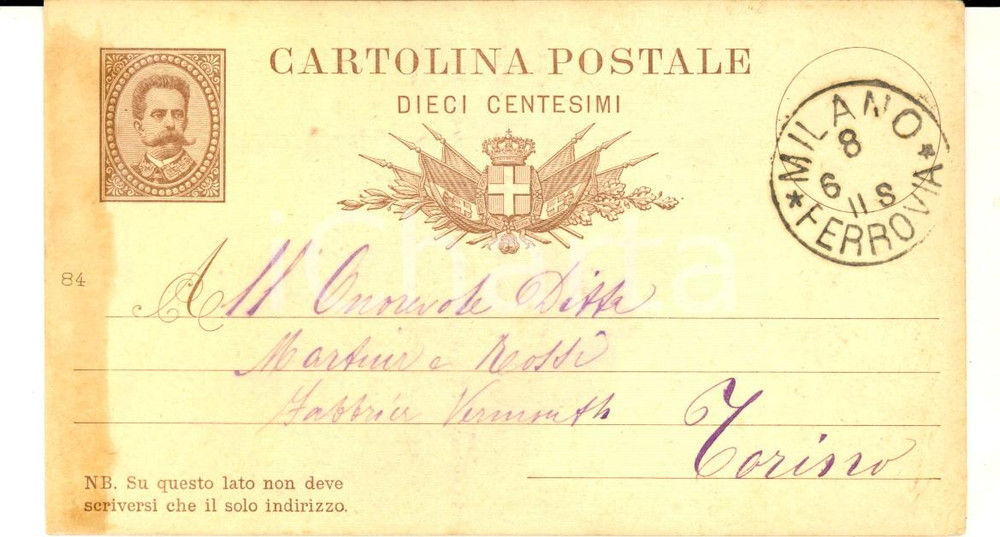 CARTOLINA POSTALE
DIECI CENTESIMI
MILANO
8
6
11 S
* FERROVIA *
84
All Onorevole Ditta
Martini e Rossi
Fabbrica Vermouth
Torino
NB. Su questo lato non deve
scriversi che il solo indirizzo.
iCharta